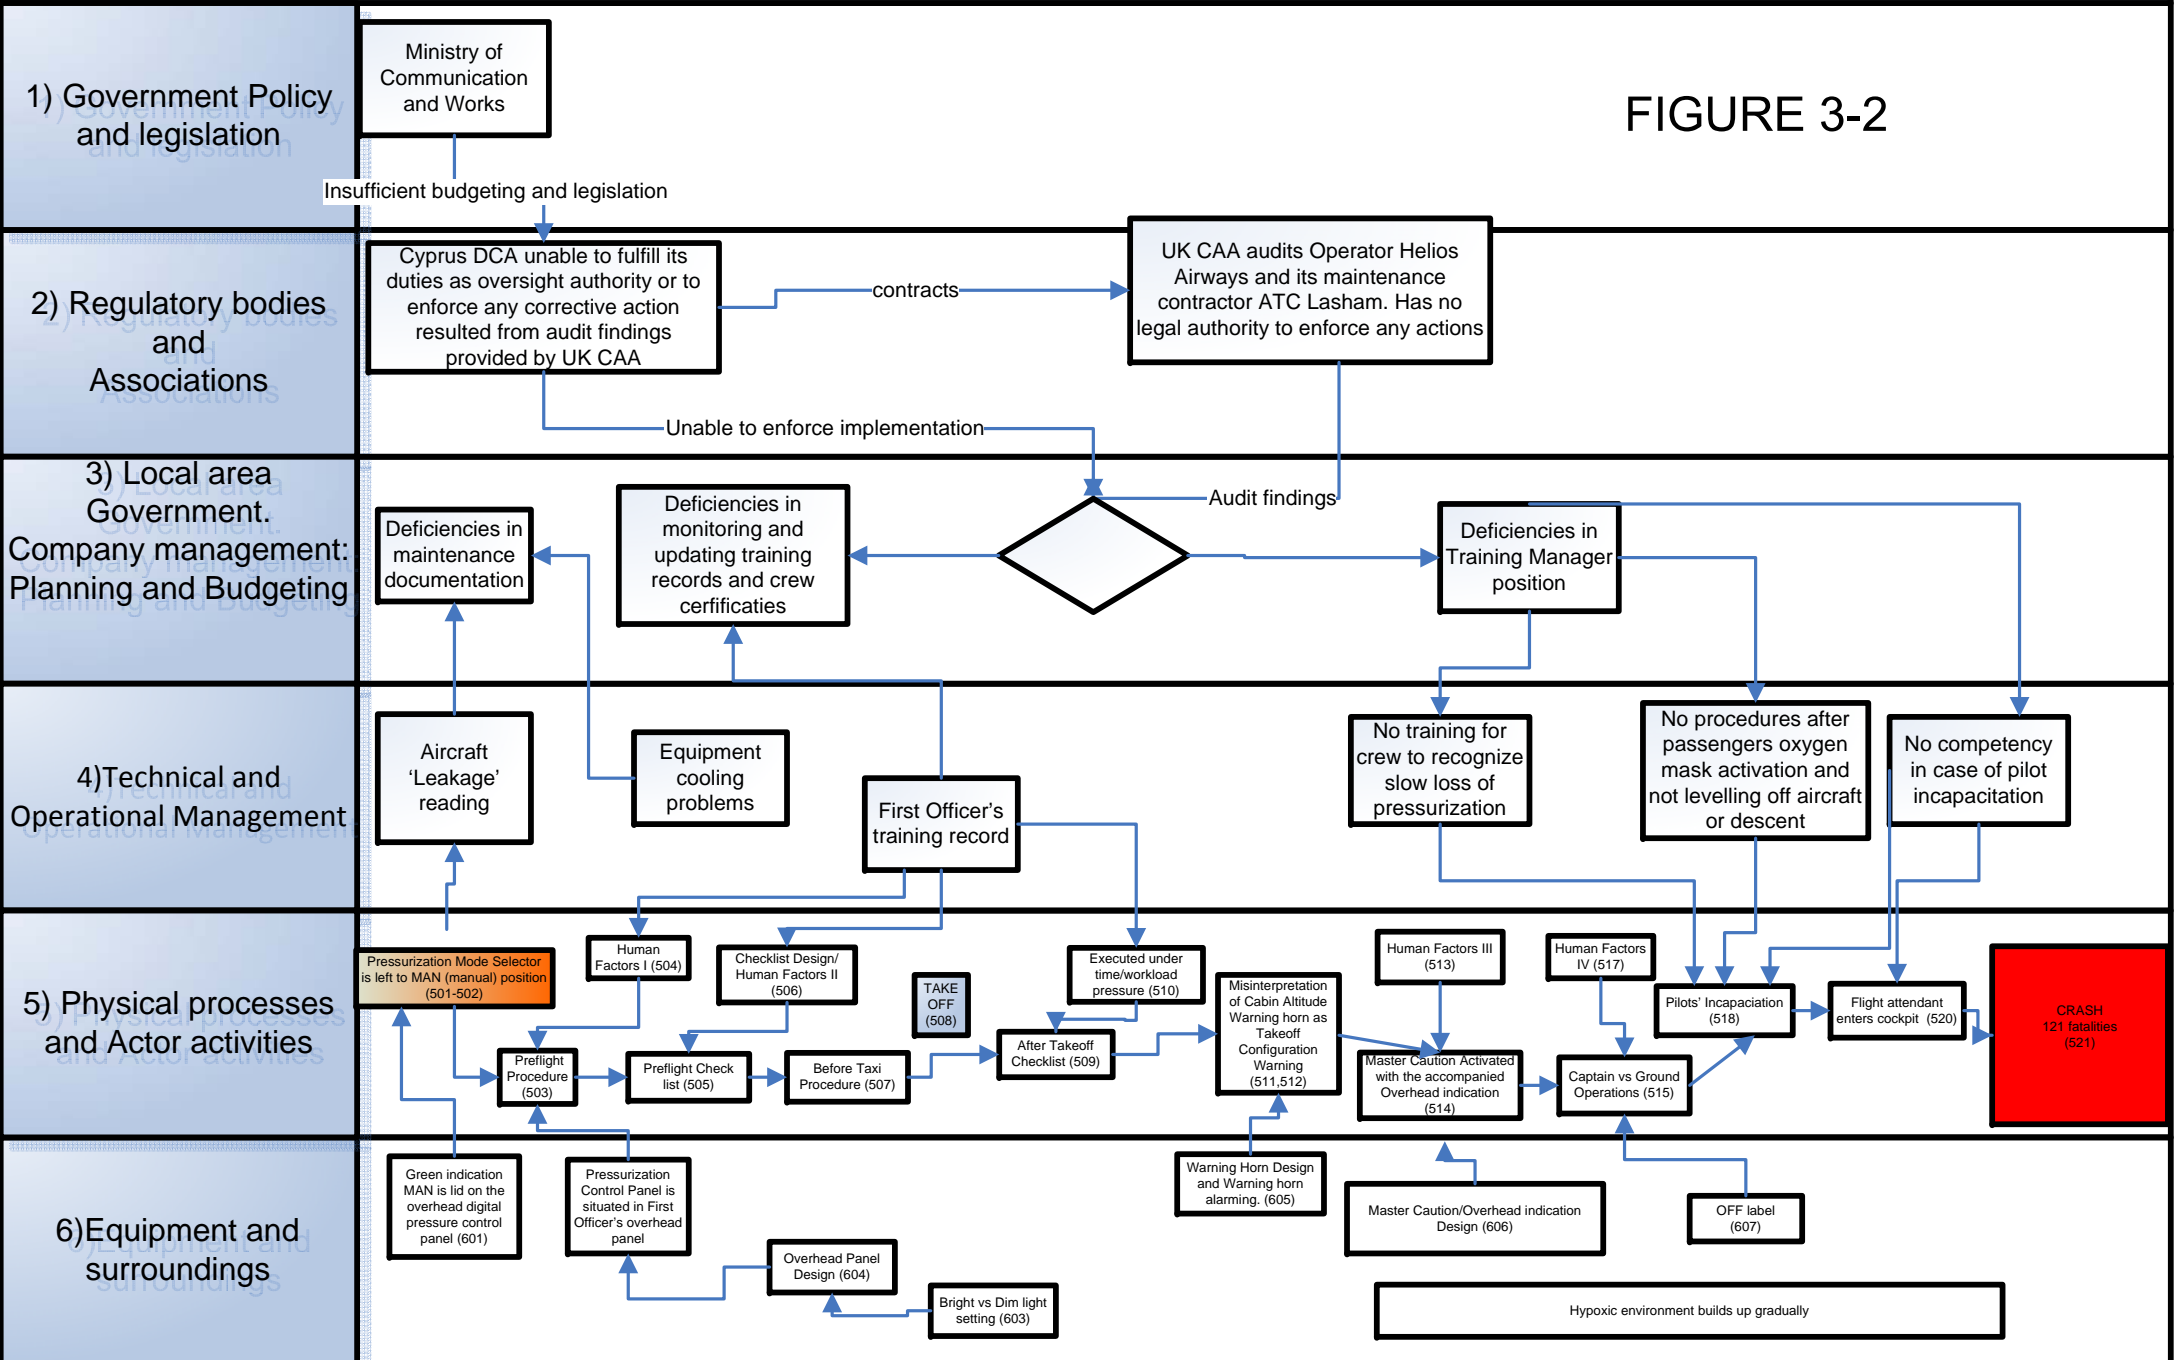 1) Government Policy
and legislation
Ministry of
Communication
and Works
FIGURE 3-2
Insufficient budgeting and legislation
2) Regulatory bodies
and
Associations
Cyprus DCA unable to fulfill its
duties as oversight authority or to
enforce any corrective action
resulted from audit findings
provided by UK CAA
contracts
UK CAA audits Operator Helios
Airways and its maintenance
contractor ATC Lasham. Has no
legal authority to enforce any actions
Unable to enforce implementation
3) Local area
Government.
Company management:
Planning and Budgeting
Deficiencies in
maintenance
documentation
Deficiencies in
monitoring and
updating training
records and crew
cerfificaties
Audit findings
Deficiencies in
Training Manager
position
4)Technical and
Operational Management
Aircraft
‘Leakage’
reading
Equipment
cooling
problems
First Officer’s
training record
No training for
crew to recognize
slow loss of
pressurization
No procedures after
passengers oxygen
mask activation and
not levelling off aircraft
or descent
No competency
in case of pilot
incapacitation
5) Physical processes
and Actor activities
Pressurization Mode Selector
is left to MAN (manual) position
(501-502)
Human
Factors I (504)
Checklist Design/
Human Factors II
(506)
TAKE
OFF
(508)
Executed under
time/workload
pressure (510)
Misinterpretation
of Cabin Altitude
Warning horn as
Takeoff
Configuration
Warning
(511,512)
Human Factors III
(513)
Human Factors
IV (517)
Pilots’ Incapaciation
(518)
Flight attendant
enters cockpit  (520)
CRASH
121 fatalities
(521)
Preflight
Procedure
(503)
Preflight Check
list (505)
Before Taxi
Procedure (507)
After Takeoff
Checklist (509)
Master Caution Activated
with the accompanied
Overhead indication
(514)
Captain vs Ground
Operations (515)
6)Equipment and
surroundings
Green indication
MAN is lid on the
overhead digital
pressure control
panel (601)
Pressurization
Control Panel is
situated in First
Officer’s overhead
panel
Overhead Panel
Design (604)
Bright vs Dim light
setting (603)
Warning Horn Design
and Warning horn
alarming. (605)
Master Caution/Overhead indication
Design (606)
OFF label
(607)
Hypoxic environment builds up gradually